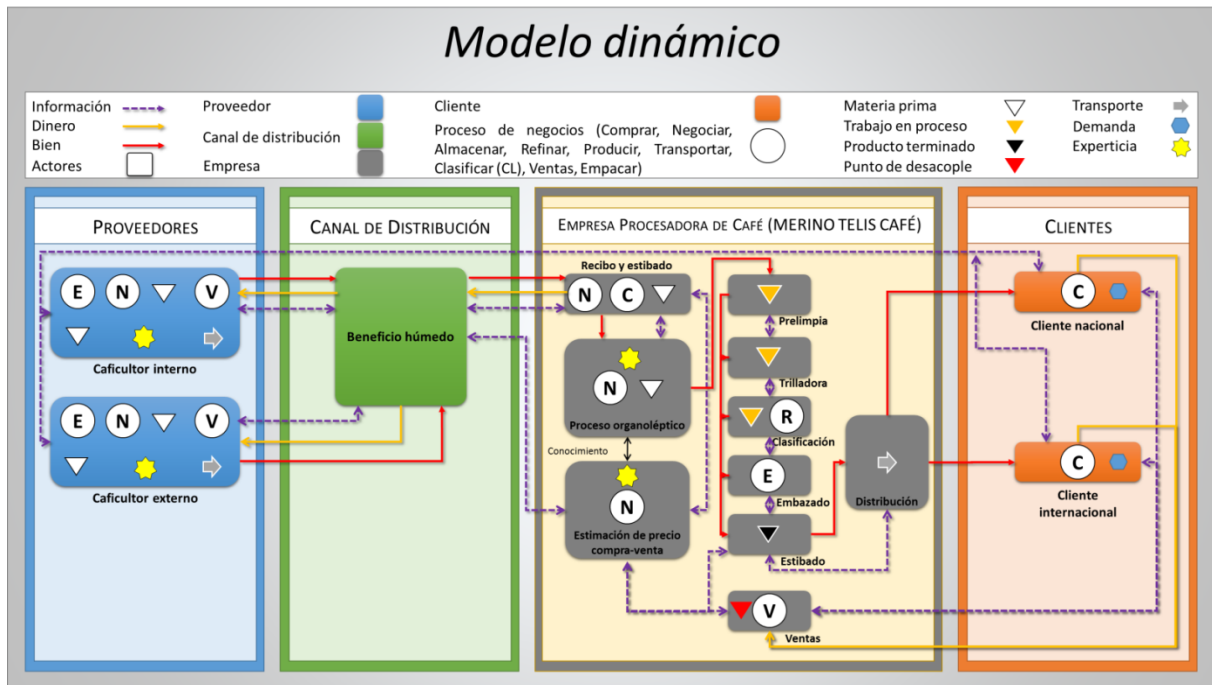 Modelo dinámico
Información
Dinero
Bien
Actores
Proveedor
Canal de distribución
Empresa
Cliente
Proceso de negocios (Comprar, Negociar,
Almacenar, Refinar, Producir, Transportar,
Clasificar (CL), Ventas, Empacar)
Materia prima
Trabajo en proceso
Producto terminado
Punto de desacople
Transporte
Demanda
Experticia
PROVEEDORES
E N V
Caficultor interno
E N V
Caficultor externo
CANAL DE DISTRIBUCIÓN
Beneficio húmedo
EMPRESA PROCESADORA DE CAFÉ (MERINO TELIS CAFÉ)
Recibo y estibado
N C
N
Proceso organoléptico
Conocimiento
N
Estimación de precio
compra-venta
Prelimpia
Trilladora
R
Clasificación
E
Embazado
Estibado
V
Ventas
Distribución
CLIENTES
C
Cliente nacional
C
Cliente
internacional